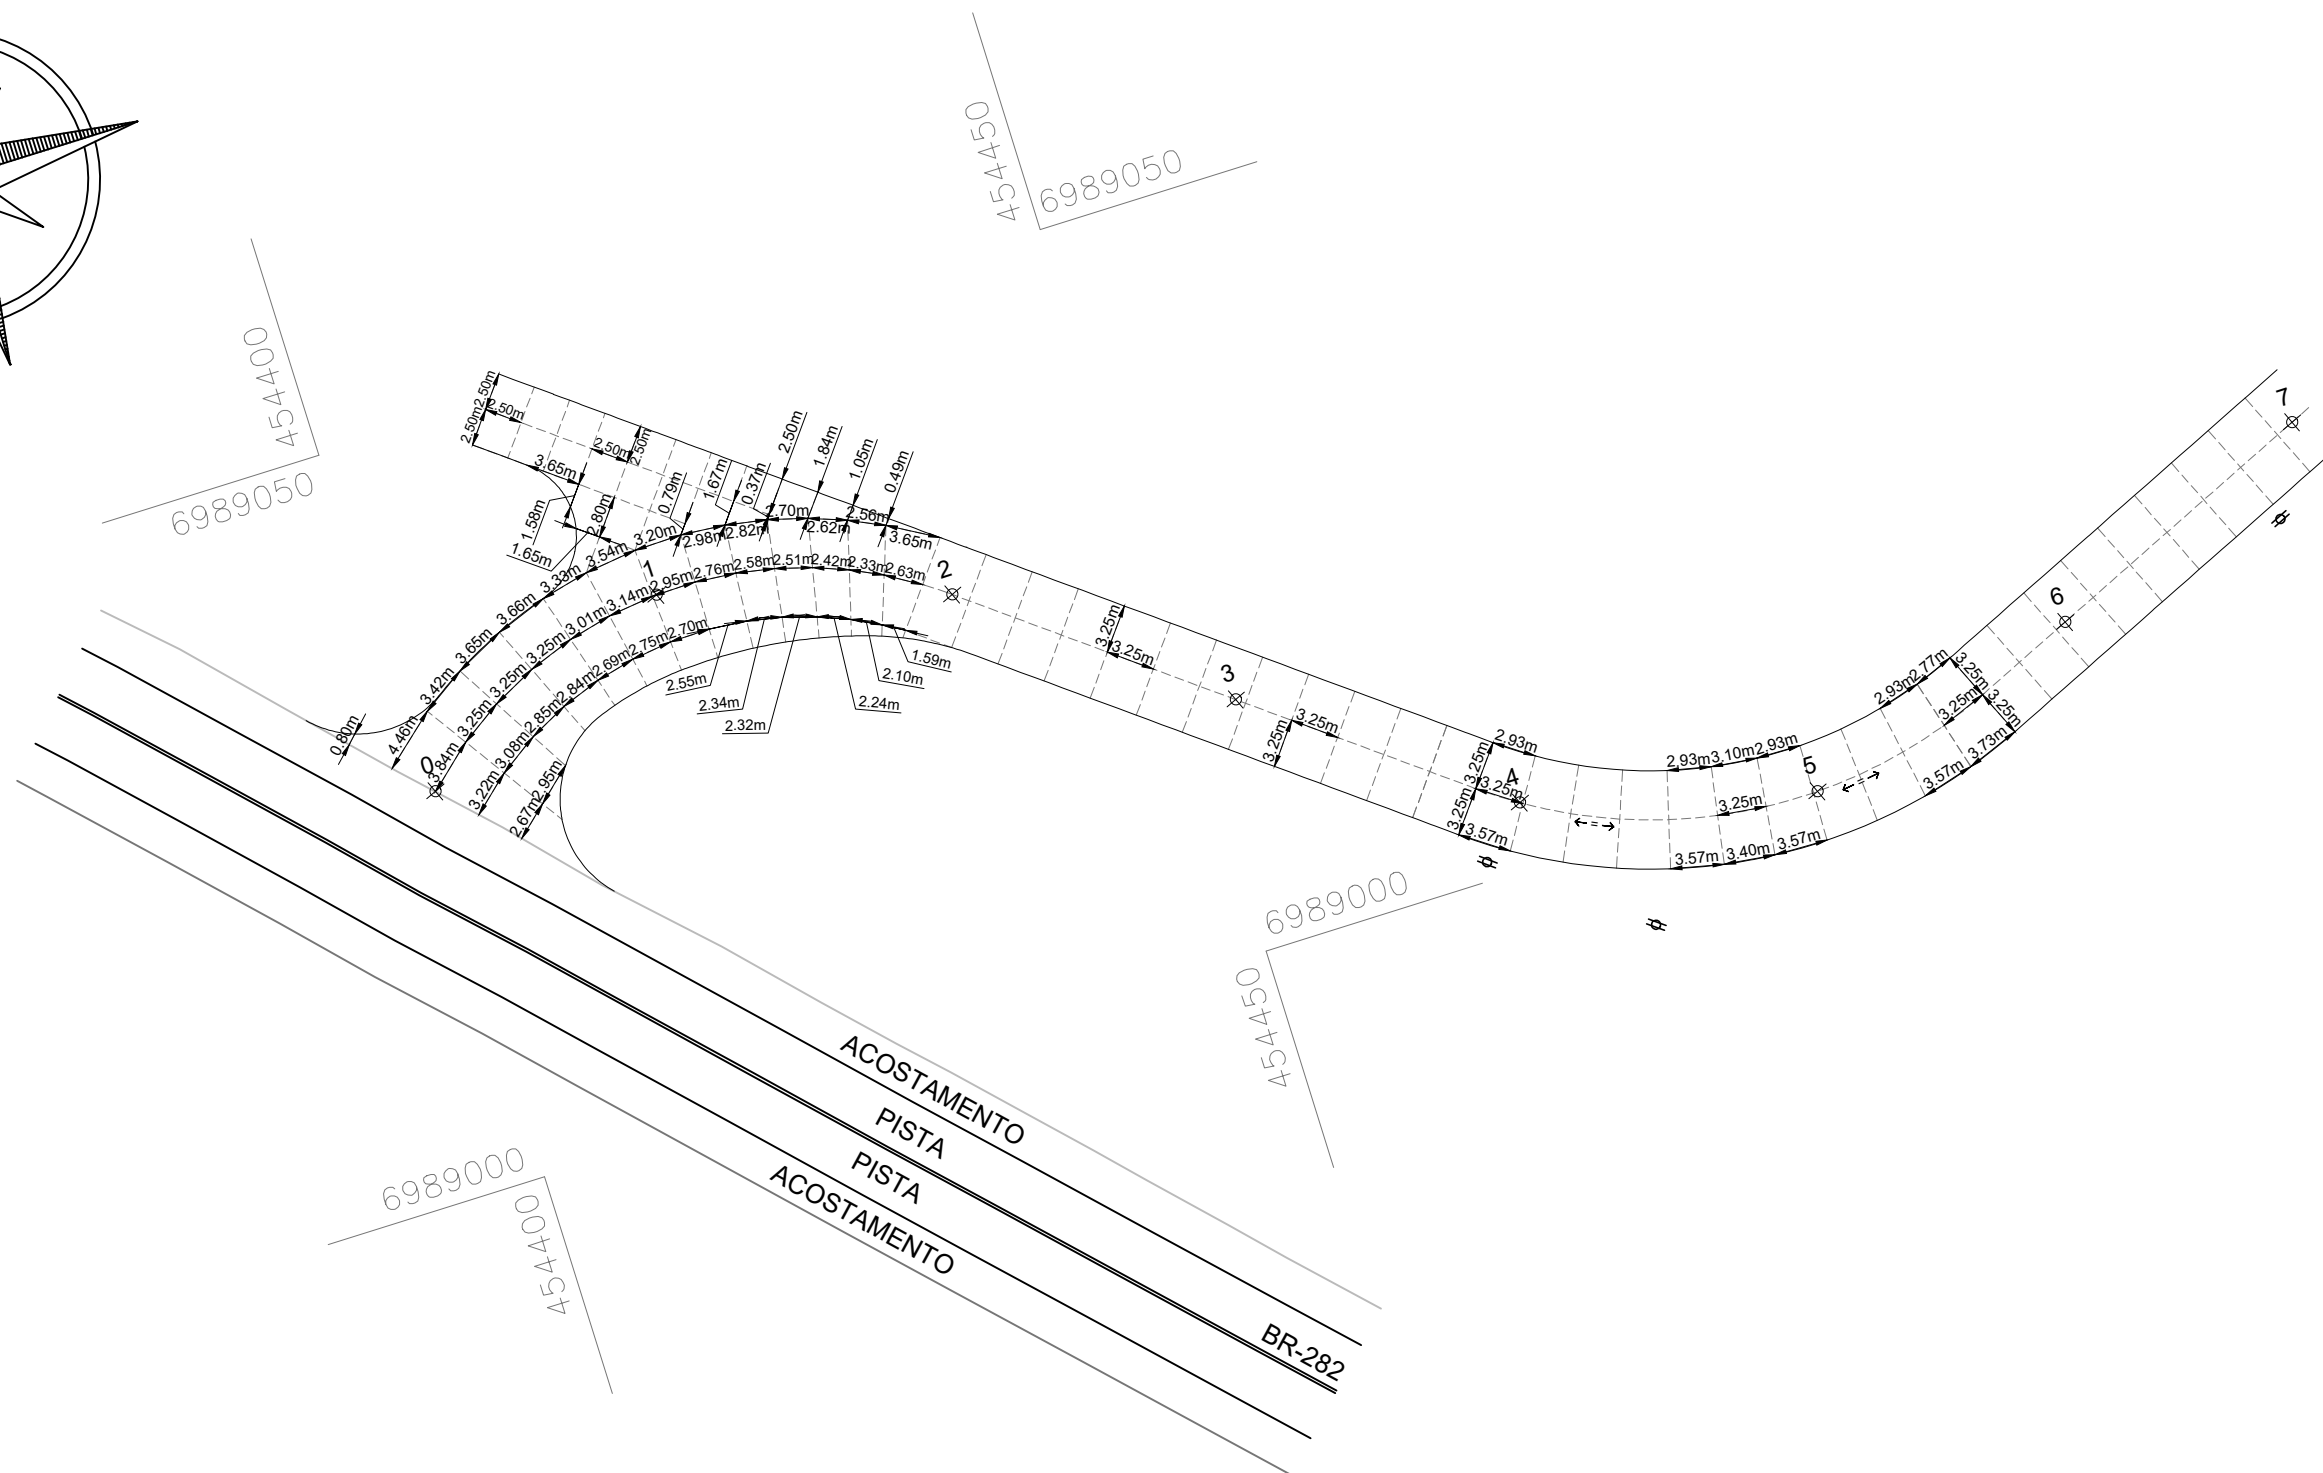 454450
6989050
454400
6989050
2.50m
2.50m
2.50m
2.50m
2.50m
3.65m
1.58m
1.65m
2.80m
0.79m
1.67m
0.37m
2.50m
1.84m
1.05m
0.49m
3.42m
3.65m
3.66m
3.33m
3.54m
3.20m
2.98m
2.82m
2.70m
2.62m
2.56m
3.65m
0.80m
4.46m
0
3.84m
3.25m
3.25m
3.25m
3.01m
3.14m
1
2.95m
2.76m
2.58m
2.51m
2.42m
2.33m
2.63m
2
3.22m
3.08m
2.85m
2.84m
2.69m
2.75m
2.70m
2.55m
2.34m
2.32m
2.24m
2.10m
1.59m
2.67m
2.95m
3.25m
3.25m
3
3.25m
3.25m
3.25m
2.93m
4
3.25m
3.25m
3.57m
2.93m
3.10m
2.93m
5
3.25m
3.57m
3.40m
3.57m
2.93m
2.77m
3.25m
3.25m
3.25m
3.57m
3.73m
6
7
6989000
454450
6989000
454400
ACOSTAMENTO
PISTA
PISTA
ACOSTAMENTO
BR-282